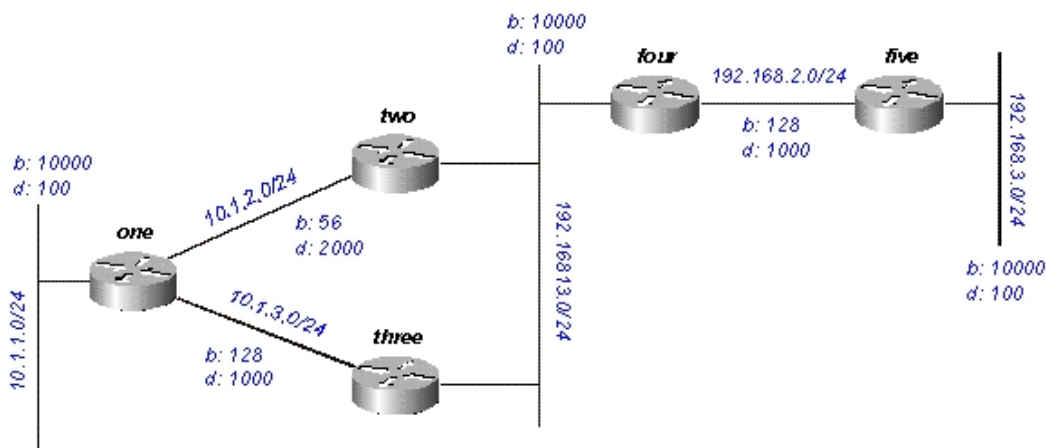 b: 10000
d: 100
four
five
192.168.2.0/24
b: 128
d: 1000
192.168.3.0/24
b: 10000
d: 100
two
b: 10000
d: 100
10.1.2.0/24
b: 56
d: 2000
one
10.1.1.0/24
10.1.3.0/24
b: 128
d: 1000
three
192.16813.0/24